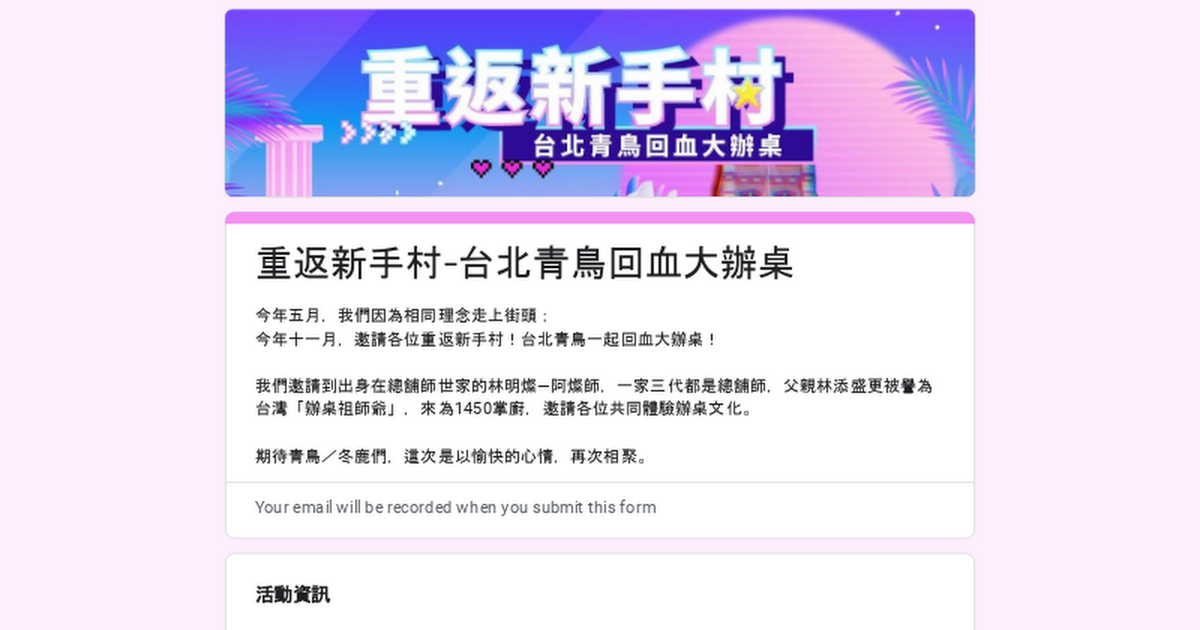 重返新手村
台北青鳥回血大辦桌
重返新手村-台北青鳥回血大辦桌
今年五月，我們因為相同理念走上街頭；
今年十一月，邀請各位重返新手村！台北青鳥一起回血大辦桌！
我們邀請到出身在總舖師世家的林明燦—阿燦師，一家三代都是總舖師，父親林添盛更被譽為
台灣「辦桌祖師爺」，來為1450掌廚，邀請各位共同體驗辦桌文化。
期待青鳥／冬鹿們，這次是以愉快的心情，再次相聚。
Your email will be recorded when you submit this form
活動資訊